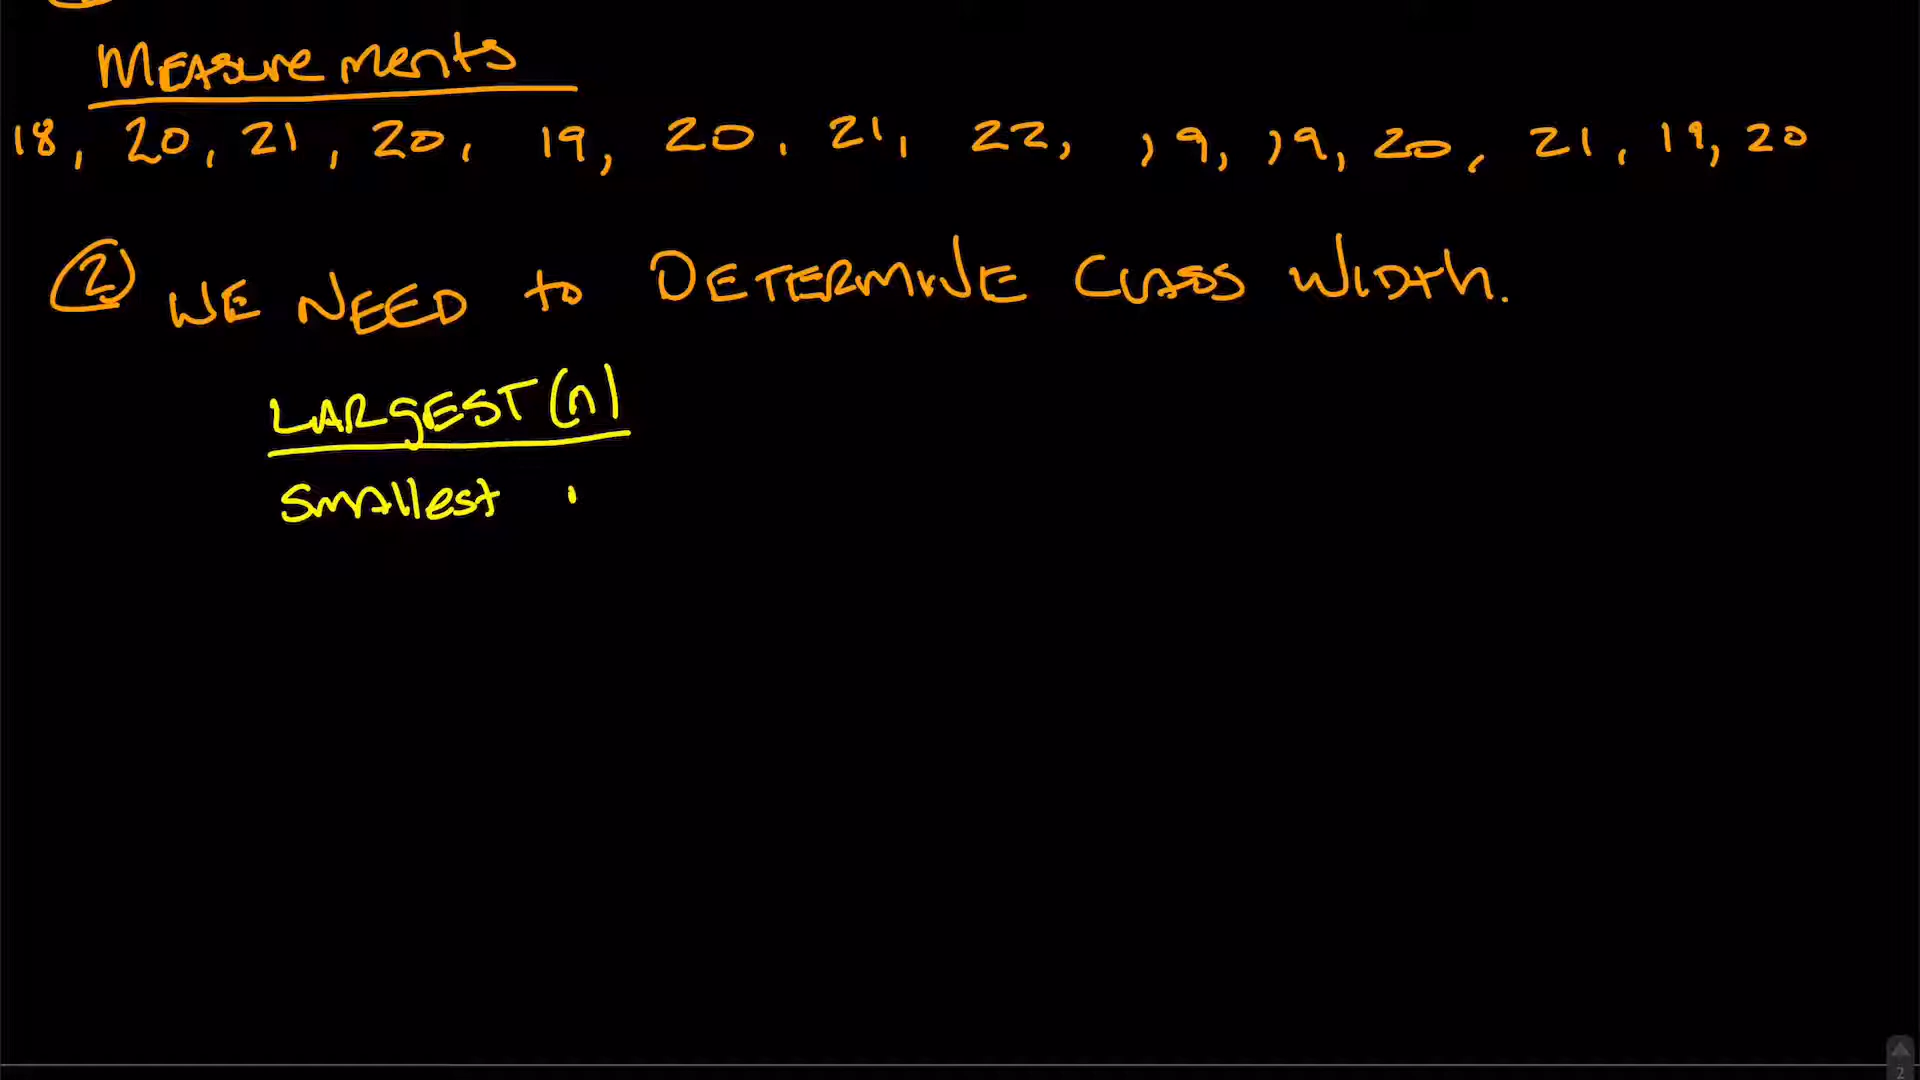 Measurements
18, 20, 21, 20, 19, 20, 21, 22, 19, 19, 20, 21, 19, 20
② WE NEED to DETERMINE CLASS WIDTH.
LARGEST (n)
Smallest
2